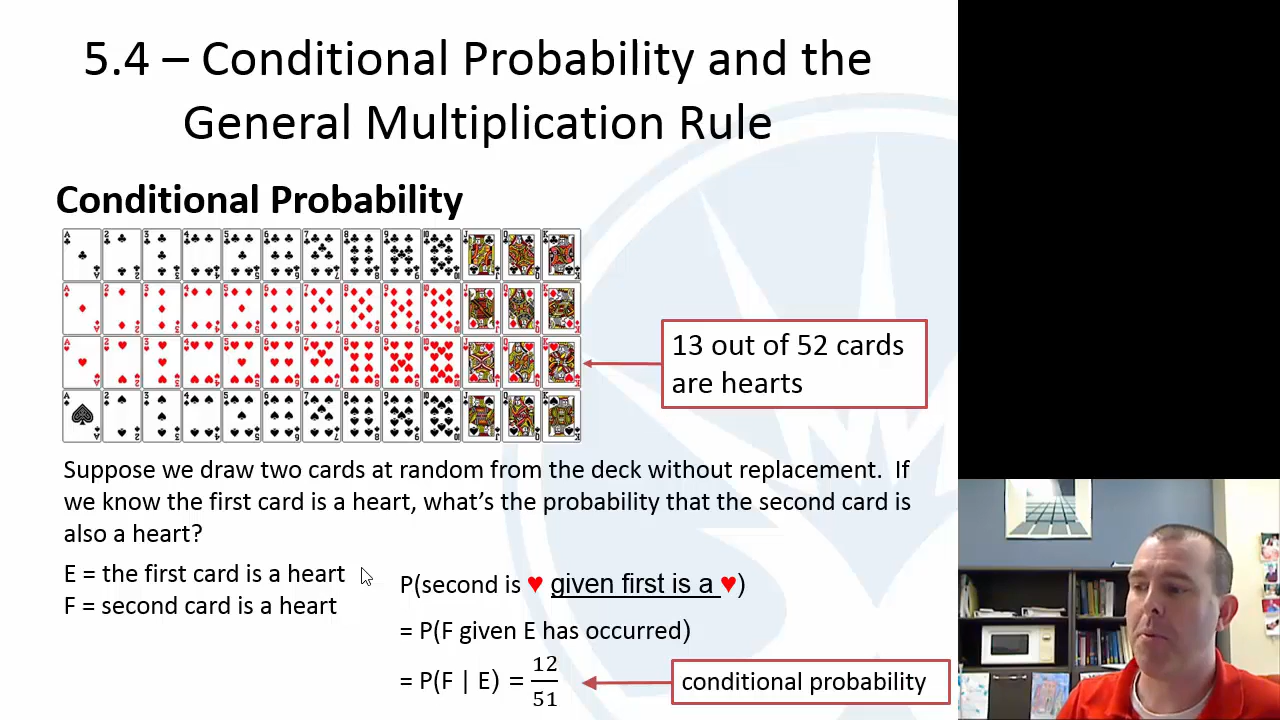 5.4 – Conditional Probability and the
General Multiplication Rule
Conditional Probability
13 out of 52 cards
are hearts
Suppose we draw two cards at random from the deck without replacement. If
we know the first card is a heart, what's the probability that the second card is
also a heart?
E = the first card is a heart
F = second card is a heart
P(second is ♥ given first is a ♥)
= P(F given E has occurred)
= P(F | E) = 12/51
conditional probability